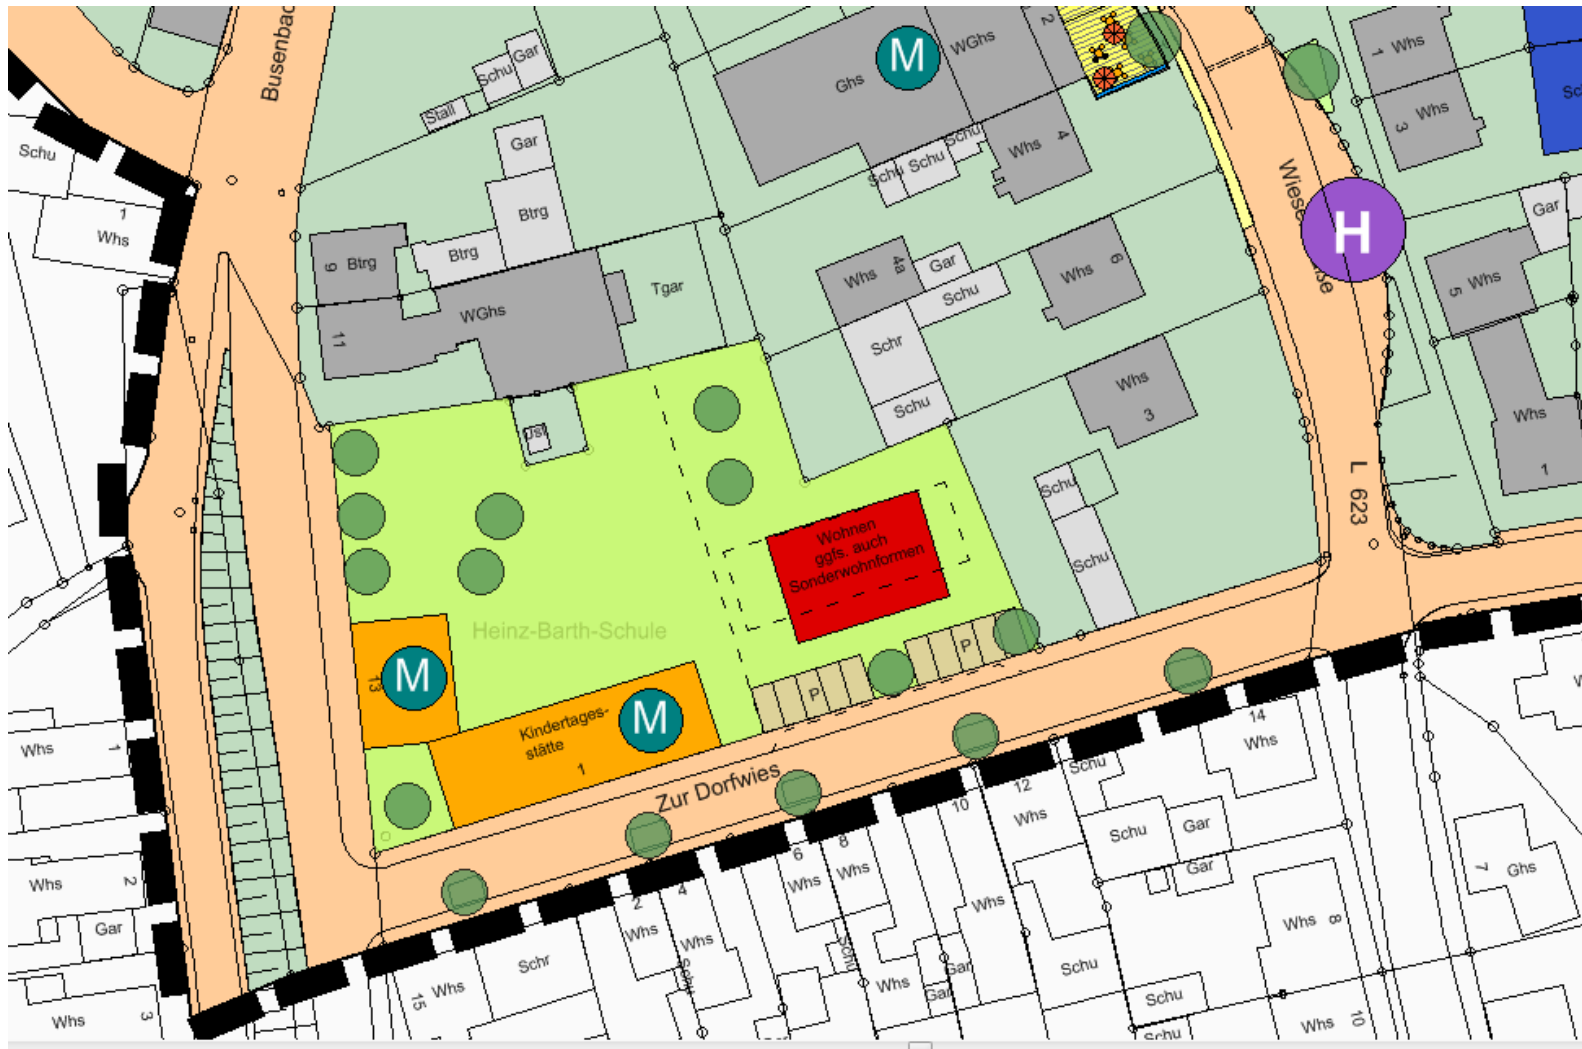 Busenbac
Gar
Schu
Stall
Gar
Btrg
Btrg
Btrg
9
11
WGhs
Tgar
Ust
Schu
1
Whs
Ghs
M
WGhs
2
Schu
Schu
Schu
Whs
4
Whs
4a
Gar
Schu
Schr
Schu
Whs
6
Whs
3
Schu
Schu
1
Whs
Whs
3
Sc
H
Gar
5
Whs
Whs
1
L 623
Wohnen
ggfs. auch
Sonderwohnformen
Heinz-Barth-Schule
P
P
13
M
M
Kindertages-
stätte
1
Zur Dorfwies
Whs
1
Whs
2
Gar
Whs
3
15
Whs
Schr
2
Whs
4
Whs
Schu
6
Whs
8
Whs
Schu
Whs
Gar
Gar
10
Whs
12
Whs
Schu
Schu
14
Whs
Schu
Gar
Gar
Whs
8
Schu
Schu
Whs
10
7
Ghs